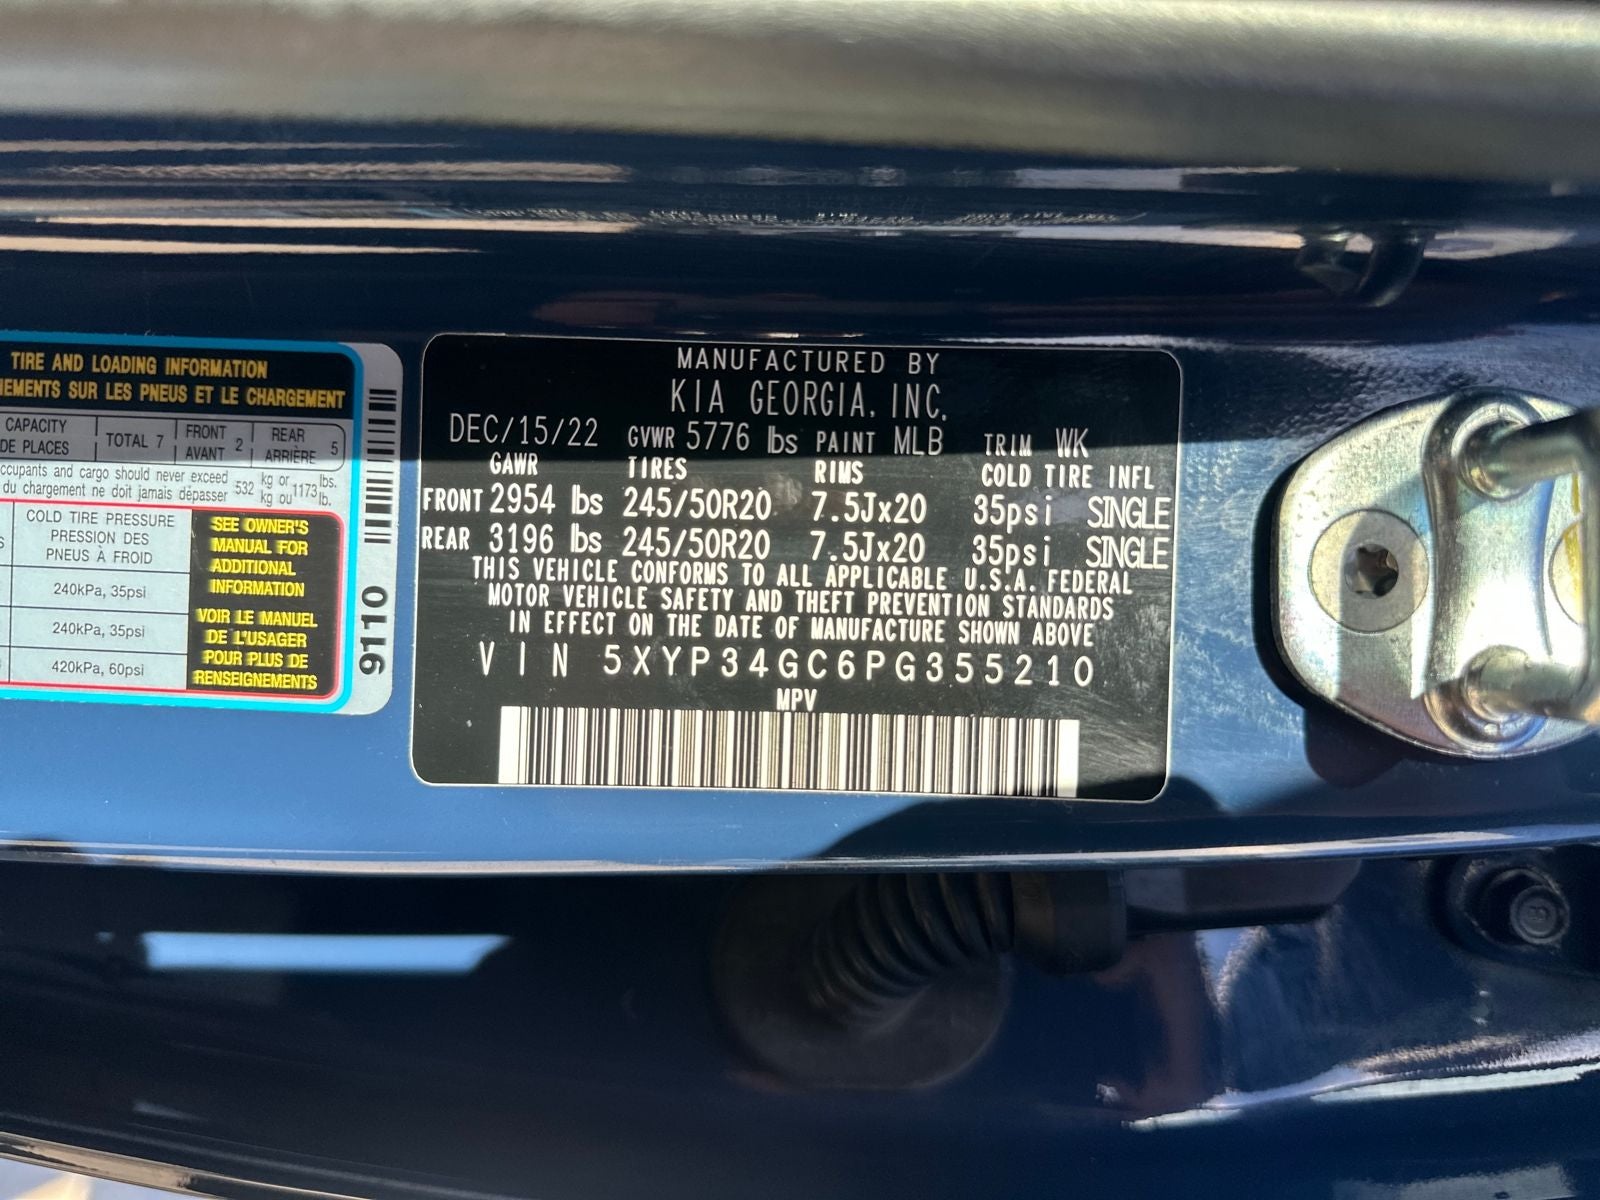 TIRE AND LOADING INFORMATION
SUR LES PNEUS ET LE CHARGEMENT
CAPACITY
DE PLACES
TOTAL 7
FRONT
AVANT 2
REAR
ARRIÈRE 5
and cargo should never exceed 532 kg or 1173 lbs.
du chargement ne doit jamais dépasser kg ou lb.
COLD TIRE PRESSURE
PRESSION DES
PNEUS À FROID
240kPa, 35psi
240kPa, 35psi
420kPa, 60psi
SEE OWNER'S
MANUAL FOR
ADDITIONAL
INFORMATION
VOIR LE MANUEL
DE L'USAGER
POUR PLUS DE
RENSEIGNEMENTS
9110
MANUFACTURED BY
KIA GEORGIA, INC.
DEC/15/22 GVWR 5776 lbs PAINT MLB TRIM WK
GAWR TIRES RIMS COLD TIRE INFL
FRONT 2954 lbs 245/50R20 7.5Jx20 35psi SINGLE
REAR 3196 lbs 245/50R20 7.5Jx20 35psi SINGLE
THIS VEHICLE CONFORMS TO ALL APPLICABLE U.S.A. FEDERAL
MOTOR VEHICLE SAFETY AND THEFT PREVENTION STANDARDS
IN EFFECT ON THE DATE OF MANUFACTURE SHOWN ABOVE
VIN 5XYP34GC6PG355210
MPV